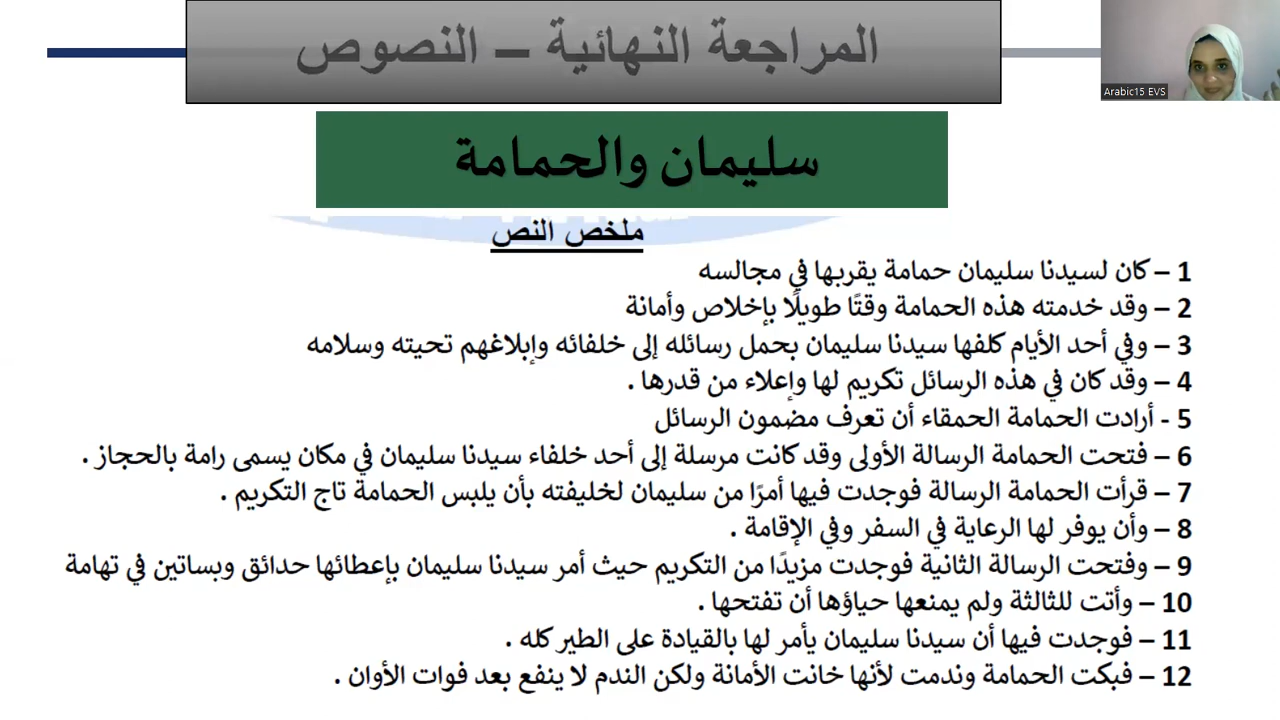 المراجعة النهائية – النصوص
Arabic15 EVS
سليمان والحمامة
ملخص النص
1 – كان لسيدنا سليمان حمامة يقربها في مجالسه
2 – وقد خدمته هذه الحمامة وقتًا طويلًا بإخلاص وأمانة
3 – وفي أحد الأيام كلفها سيدنا سليمان بحمل رسائله إلى خلفائه وإبلاغهم تحيته وسلامه
4 – وقد كان في هذه الرسائل تكريم لها وإعلاء من قدرها .
5 - أرادت الحمامة الحمقاء أن تعرف مضمون الرسائل
6 – فتحت الحمامة الرسالة الأولى وقد كانت مرسلة إلى أحد خلفاء سيدنا سليمان في مكان يسمى رامة بالحجاز .
7 – قرأت الحمامة الرسالة فوجدت فيها أمرًا من سليمان لخليفته بأن يلبس الحمامة تاج التكريم .
8 – وأن يوفر لها الرعاية في السفر وفي الإقامة .
9 – وفتحت الرسالة الثانية فوجدت مزيدًا من التكريم حيث أمر سيدنا سليمان بإعطائها حدائق وبساتين في تهامة
10 – وأتت للثالثة ولم يمنعها حياؤها أن تفتحها .
11 – فوجدت فيها أن سيدنا سليمان يأمر لها بالقيادة على الطير كله .
12 – فبكت الحمامة وندمت لأنها خانت الأمانة ولكن الندم لا ينفع بعد فوات الأوان .